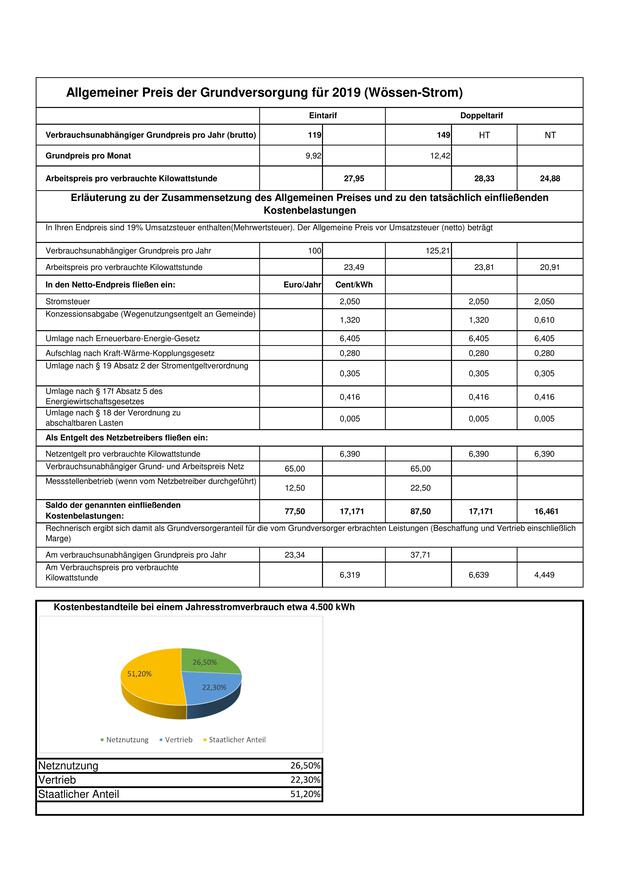 Allgemeiner Preis der Grundversorgung für 2019 (Wössen-Strom)
Eintarif Doppeltarif
Verbrauchsunabhängiger Grundpreis pro Jahr (brutto) 119 149 HT NT
Grundpreis pro Monat 9,92 12,42
Arbeitspreis pro verbrauchte Kilowattstunde 27,95 28,33 24,88
Erläuterung zu der Zusammensetzung des Allgemeinen Preises und zu den tatsächlich einfließenden
Kostenbelastungen
In Ihren Endpreis sind 19% Umsatzsteuer enthalten(Mehrwertsteuer). Der Allgemeine Preis vor Umsatzsteuer (netto) beträgt
Verbrauchsunabhängiger Grundpreis pro Jahr 100 125,21
Arbeitspreis pro verbrauchte Kilowattstunde 23,49 23,81 20,91
In den Netto-Endpreis fließen ein: Euro/Jahr Cent/kWh
Stromsteuer 2,050 2,050 2,050
Konzessionsabgabe (Wegenutzungsentgelt an Gemeinde) 1,320 1,320 0,610
Umlage nach Erneuerbare-Energie-Gesetz 6,405 6,405 6,405
Aufschlag nach Kraft-Wärme-Kopplungsgesetz 0,280 0,280 0,280
Umlage nach § 19 Absatz 2 der Stromentgeltverordnung 0,305 0,305 0,305
Umlage nach § 17f Absatz 5 des
Energiewirtschaftsgesetzes 0,416 0,416 0,416
Umlage nach § 18 der Verordnung zu
abschaltbaren Lasten 0,005 0,005 0,005
Als Entgelt des Netzbetreibers fließen ein:
Netzentgelt pro verbrauchte Kilowattstunde 6,390 6,390 6,390
Verbrauchsunabhängiger Grund- und Arbeitspreis Netz 65,00 65,00
Messstellenbetrieb (wenn vom Netzbetreiber durchgeführt) 12,50 22,50
Saldo der genannten einfließenden
Kostenbelastungen: 77,50 17,171 87,50 17,171 16,461
Rechnerisch ergibt sich damit als Grundversorgeranteil für die vom Grundversorger erbrachten Leistungen (Beschaffung und Vertrieb einschließlich
Marge)
Am verbrauchsunabhängigen Grundpreis pro Jahr 23,34 37,71
Am Verbrauchspreis pro verbrauchte
Kilowattstunde 6,319 6,639 4,449
Kostenbestandteile bei einem Jahresstromverbrauch etwa 4.500 kWh
26,50%
51,20%
22,30%
Netznutzung Vertrieb Staatlicher Anteil
Netznutzung 26,50%
Vertrieb 22,30%
Staatlicher Anteil 51,20%